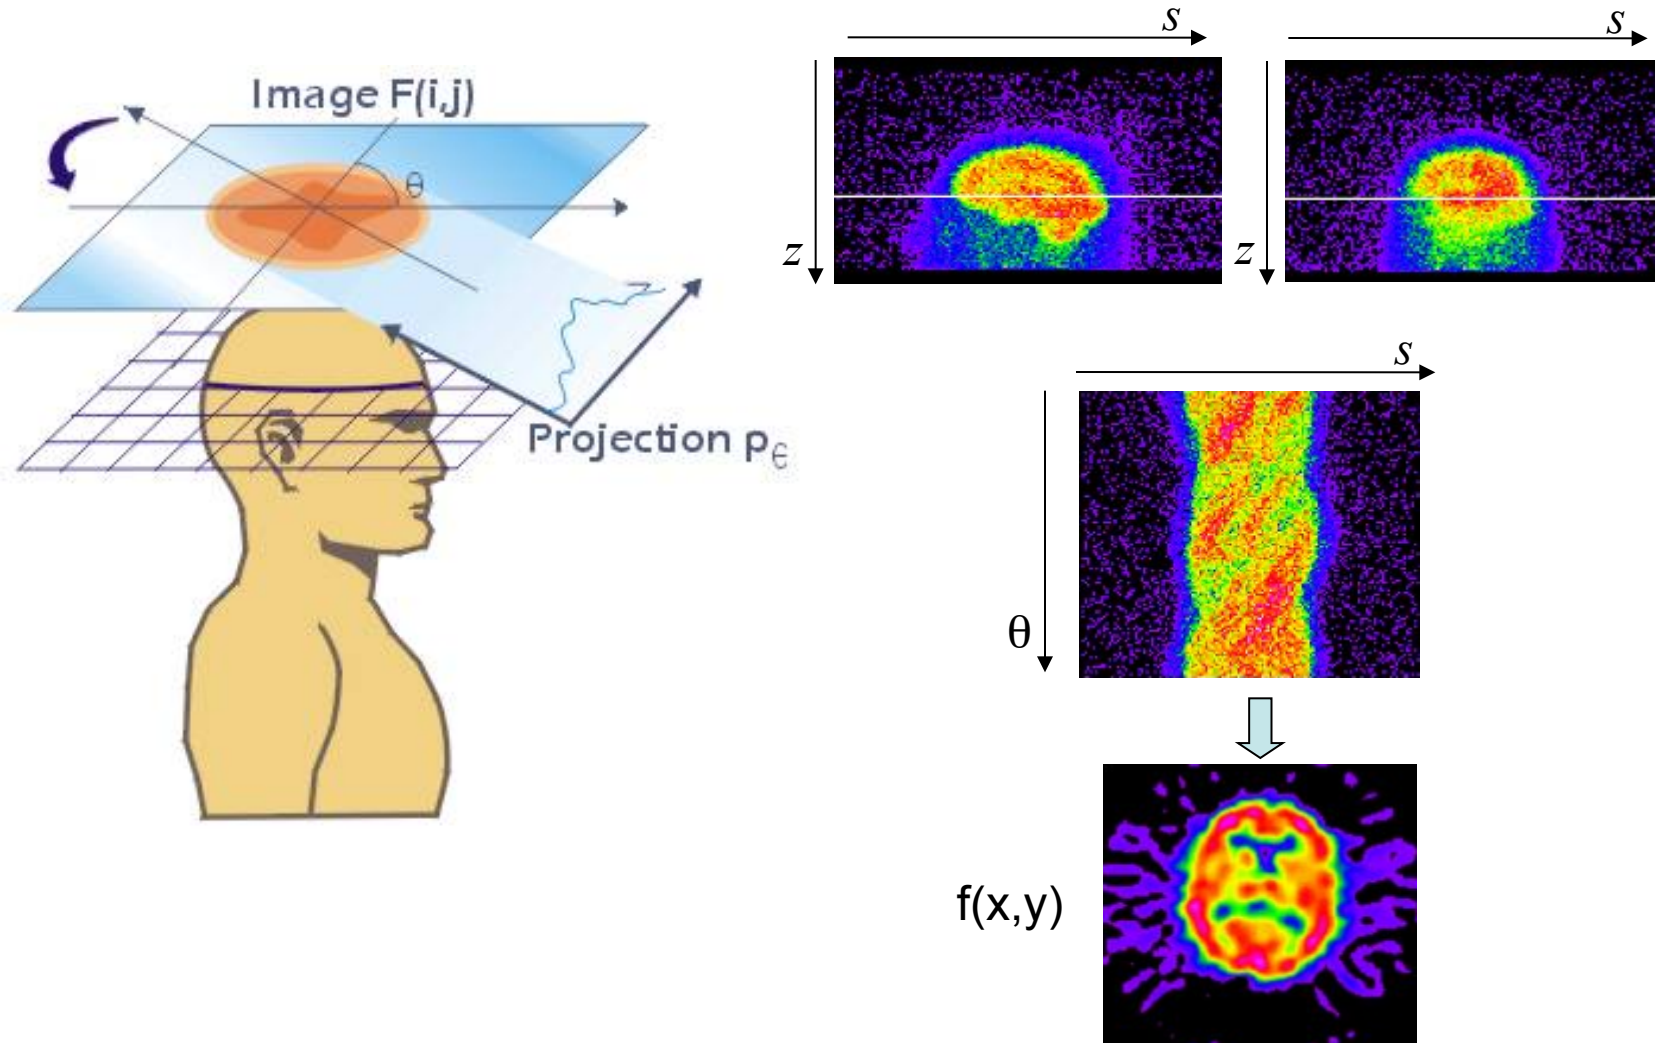 Image F(i,j)
θ
Projection pθ
s
z
s
z
s
θ
f(x,y)